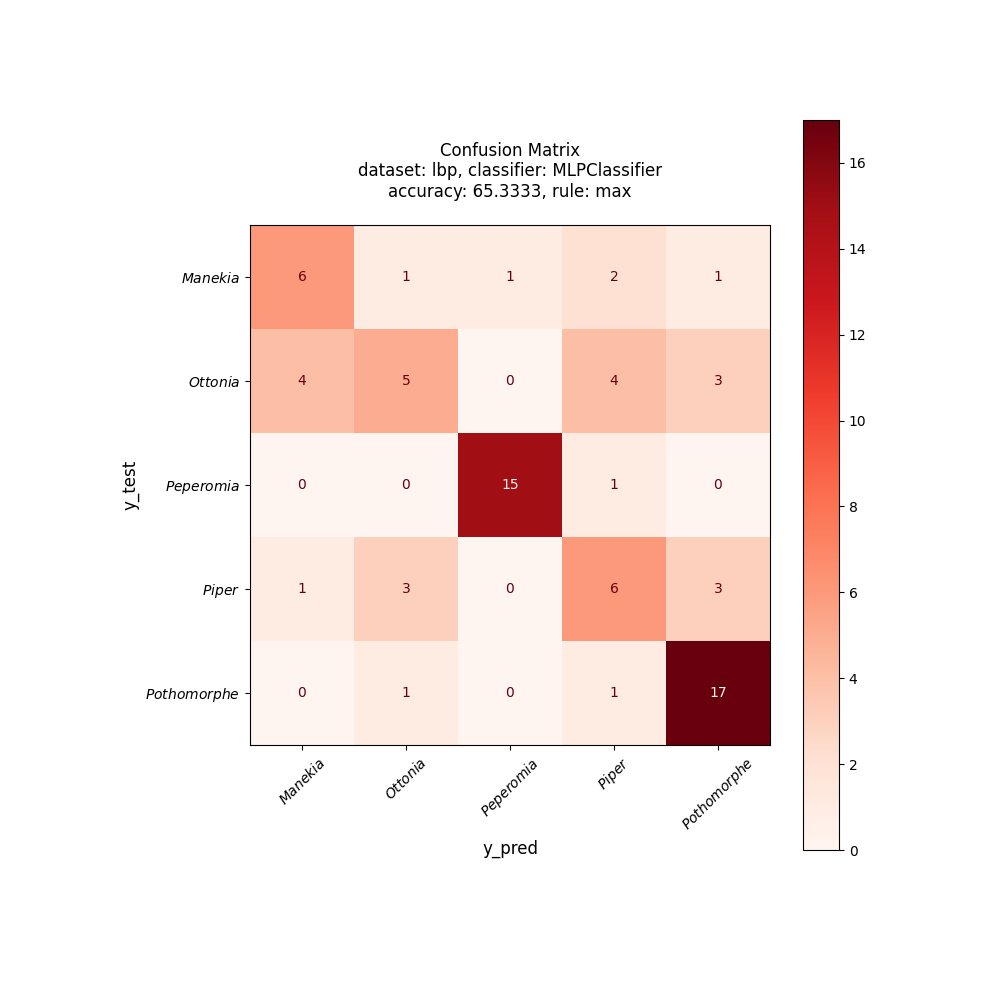 Confusion Matrix
dataset: lbp, classifier: MLPClassifier
accuracy: 65.3333, rule: max
y_test
Manekia 6 1 1 2 1
Ottonia 4 5 0 4 3
Peperomia 0 0 15 1 0
Piper 1 3 0 6 3
Pothomorphe 0 1 0 1 17
Manekia Ottonia Peperomia Piper Pothomorphe
y_pred
16
14
12
10
8
6
4
2
0